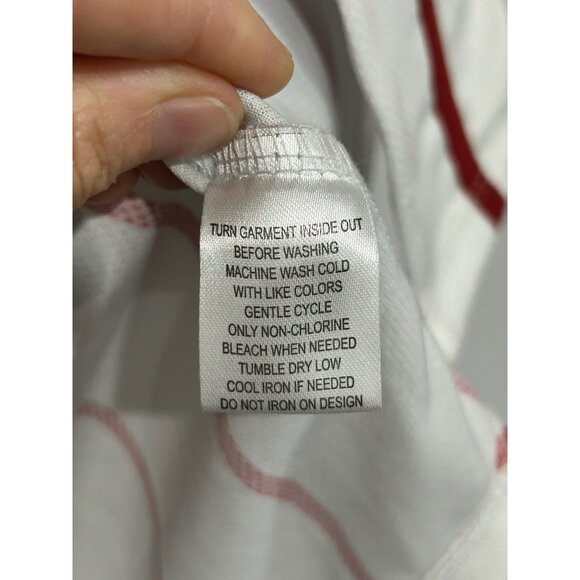 TURN GARMENT INSIDE OUT
BEFORE WASHING
MACHINE WASH COLD
WITH LIKE COLORS
GENTLE CYCLE
ONLY NON-CHLORINE
BLEACH WHEN NEEDED
TUMBLE DRY LOW
COOL IRON IF NEEDED
DO NOT IRON ON DESIGN